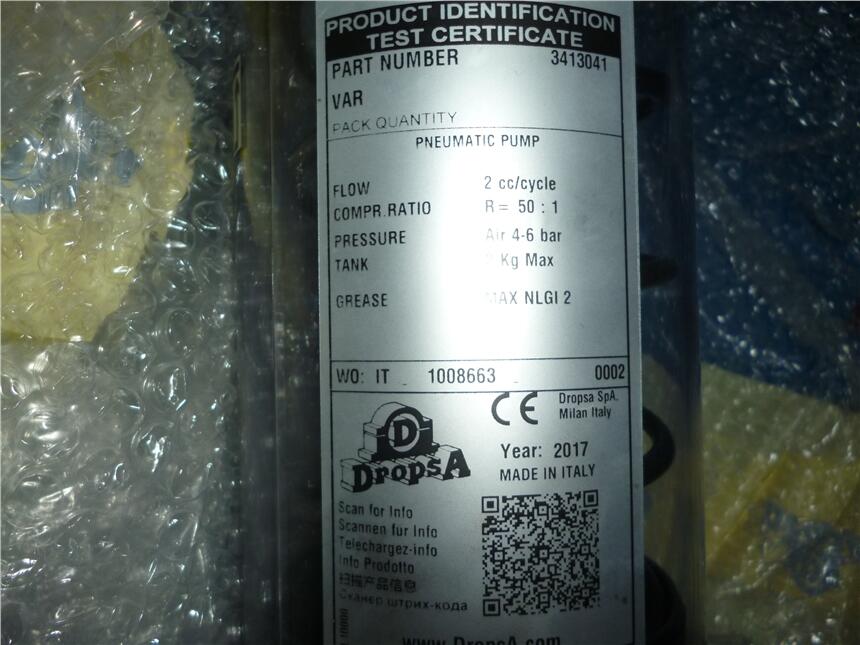 PRODUCT IDENTIFICATION
TEST CERTIFICATE
PART NUMBER 3413041
VAR
PACK QUANTITY
PNEUMATIC PUMP
FLOW 2 cc/cycle
COMPR.RATIO R = 50 : 1
PRESSURE Air 4-6 bar
TANK Kg Max
GREASE MAX NLGI 2
WO: IT 1008663 0002
CE Dropsa SpA.
Milan Italy
D
DropsA
Year: 2017
MADE IN ITALY
Scan for Info
Scannen fur Info
Telechargez-info
Info Prodotto
扫描产品信息
Сканер штрих-кода
www.DropsA.com